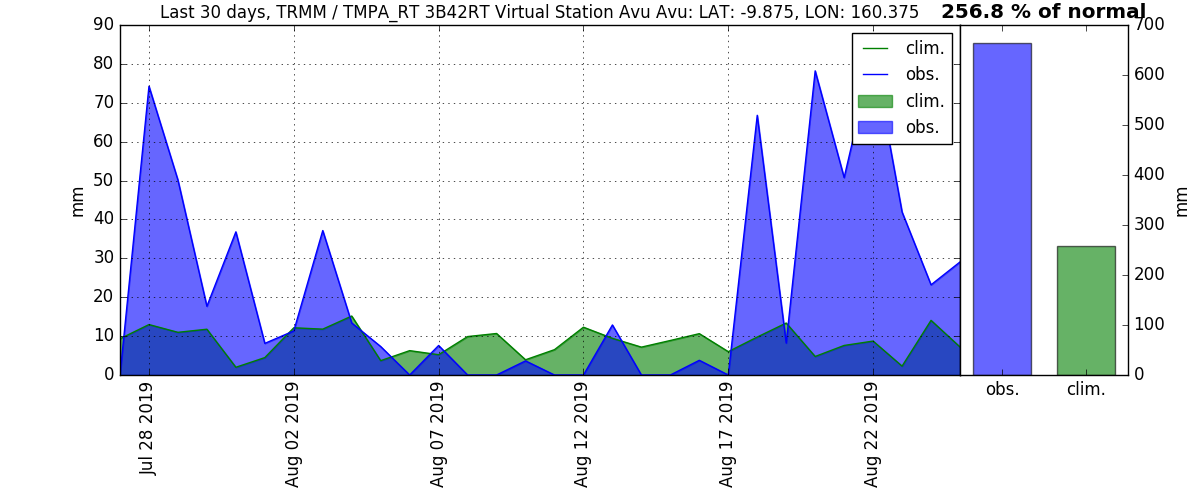 Last 30 days, TRMM / TMPA_RT 3B42RT Virtual Station Avu Avu: LAT: -9.875, LON: 160.375
256.8 % of normal
90
80
70
60
50
40
30
20
10
0
mm
clim.
obs.
clim.
obs.
Jul 28 2019
Aug 02 2019
Aug 07 2019
Aug 12 2019
Aug 17 2019
Aug 22 2019
700
600
500
400
300
200
100
0
mm
obs.
clim.